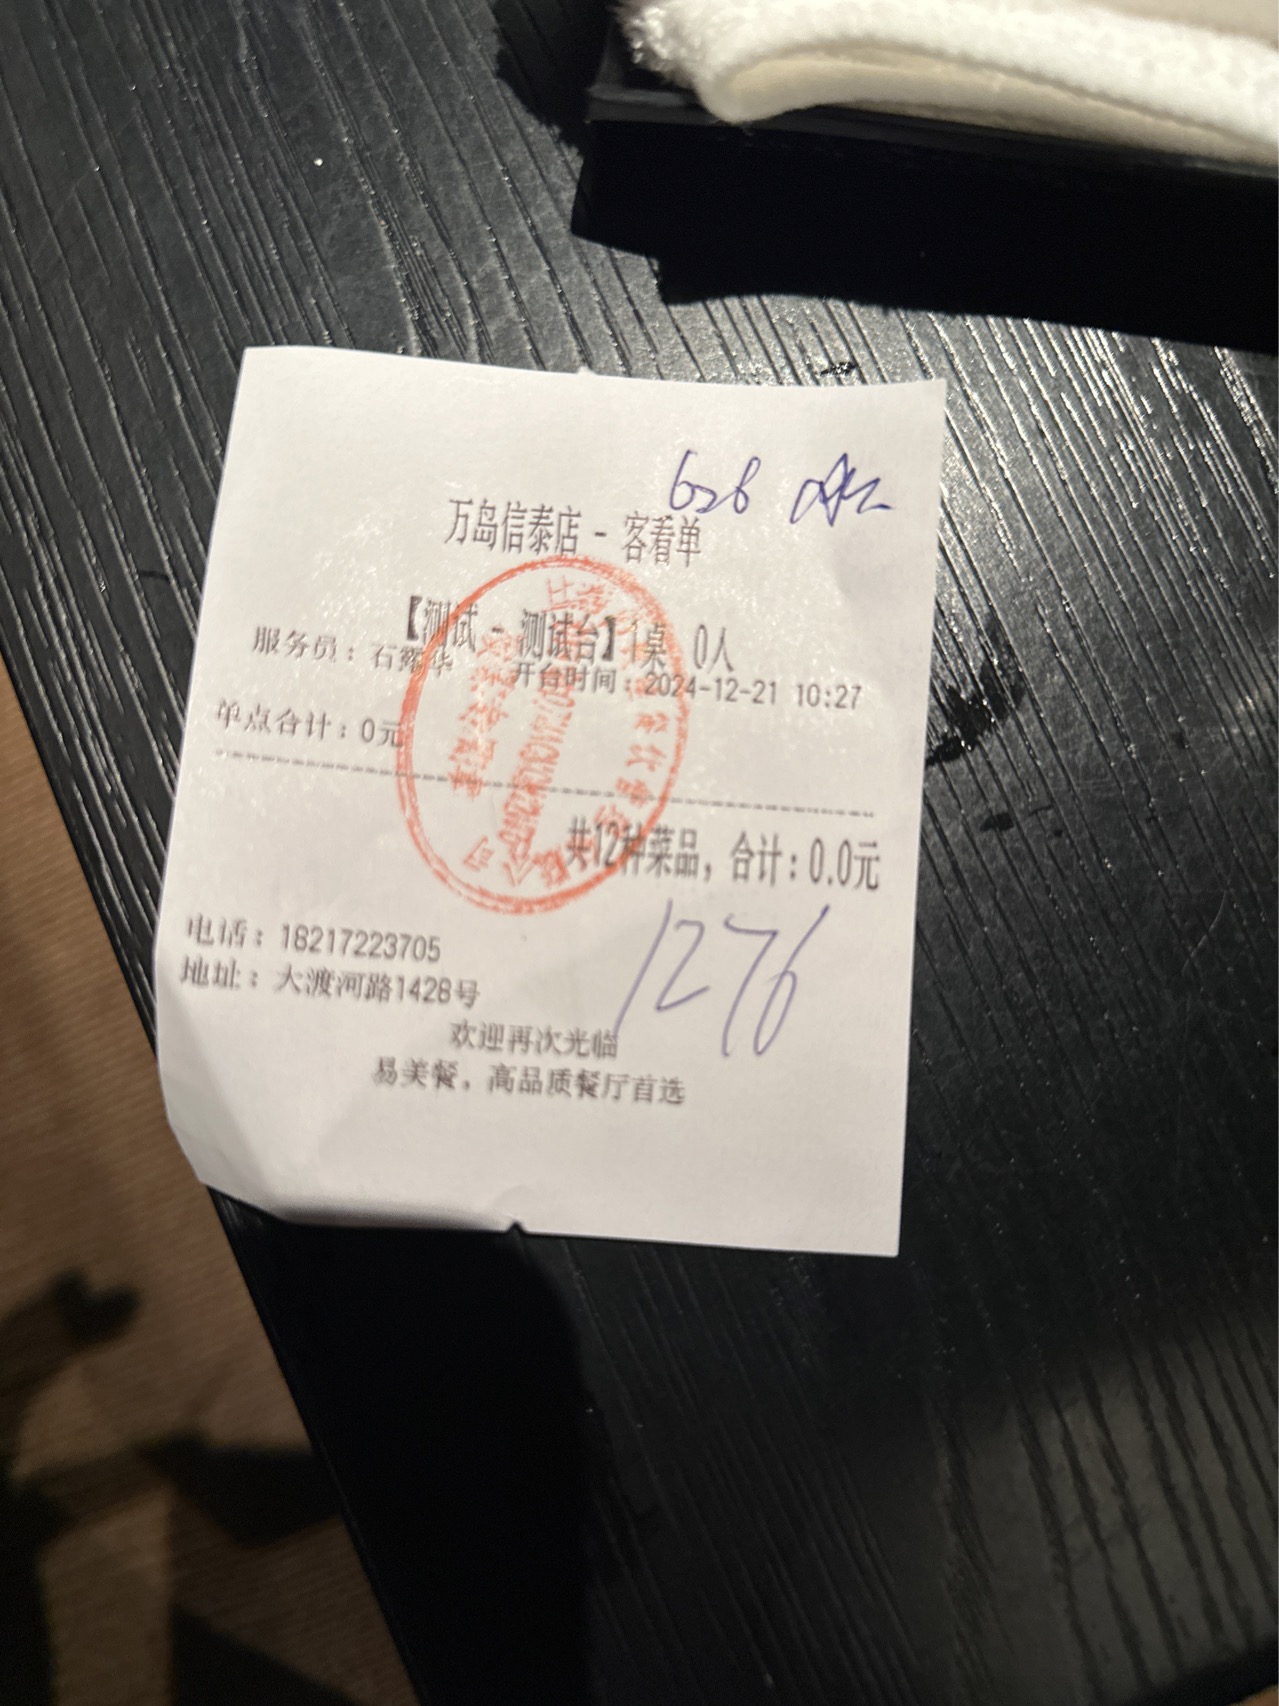 628
万岛信泰店 - 客看单
【测试 - 测试台】1桌 0人
服务员：石霞华 开台时间：2024-12-21 10:27
单点合计：0元
共12种菜品，合计：0.0元
1276
电话：18217223705
地址：大渡河路1428号
欢迎再次光临
易美餐，高品质餐厅首选